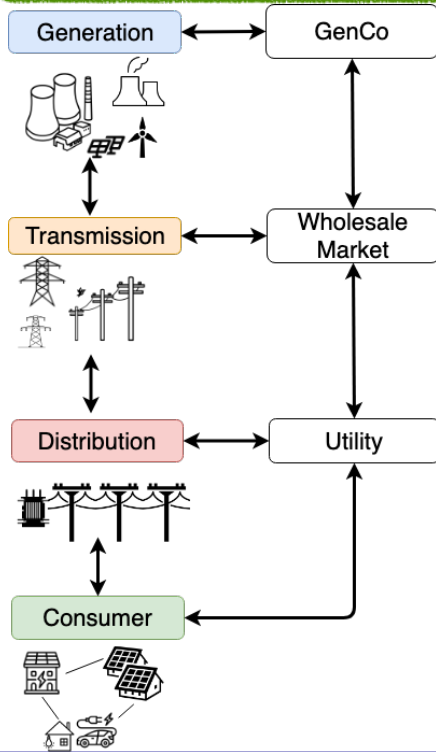 Generation
GenCo
Transmission
Wholesale
Market
Distribution
Utility
Consumer